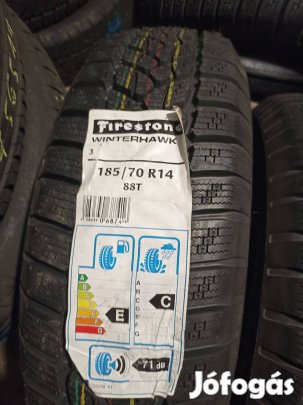 Firestone
WINTERHAWK
3
185/70 R14
88T
A
B
C
D
E
F
G
E
A
B
C
D
E
F
G
C
71 dB
Jófogás